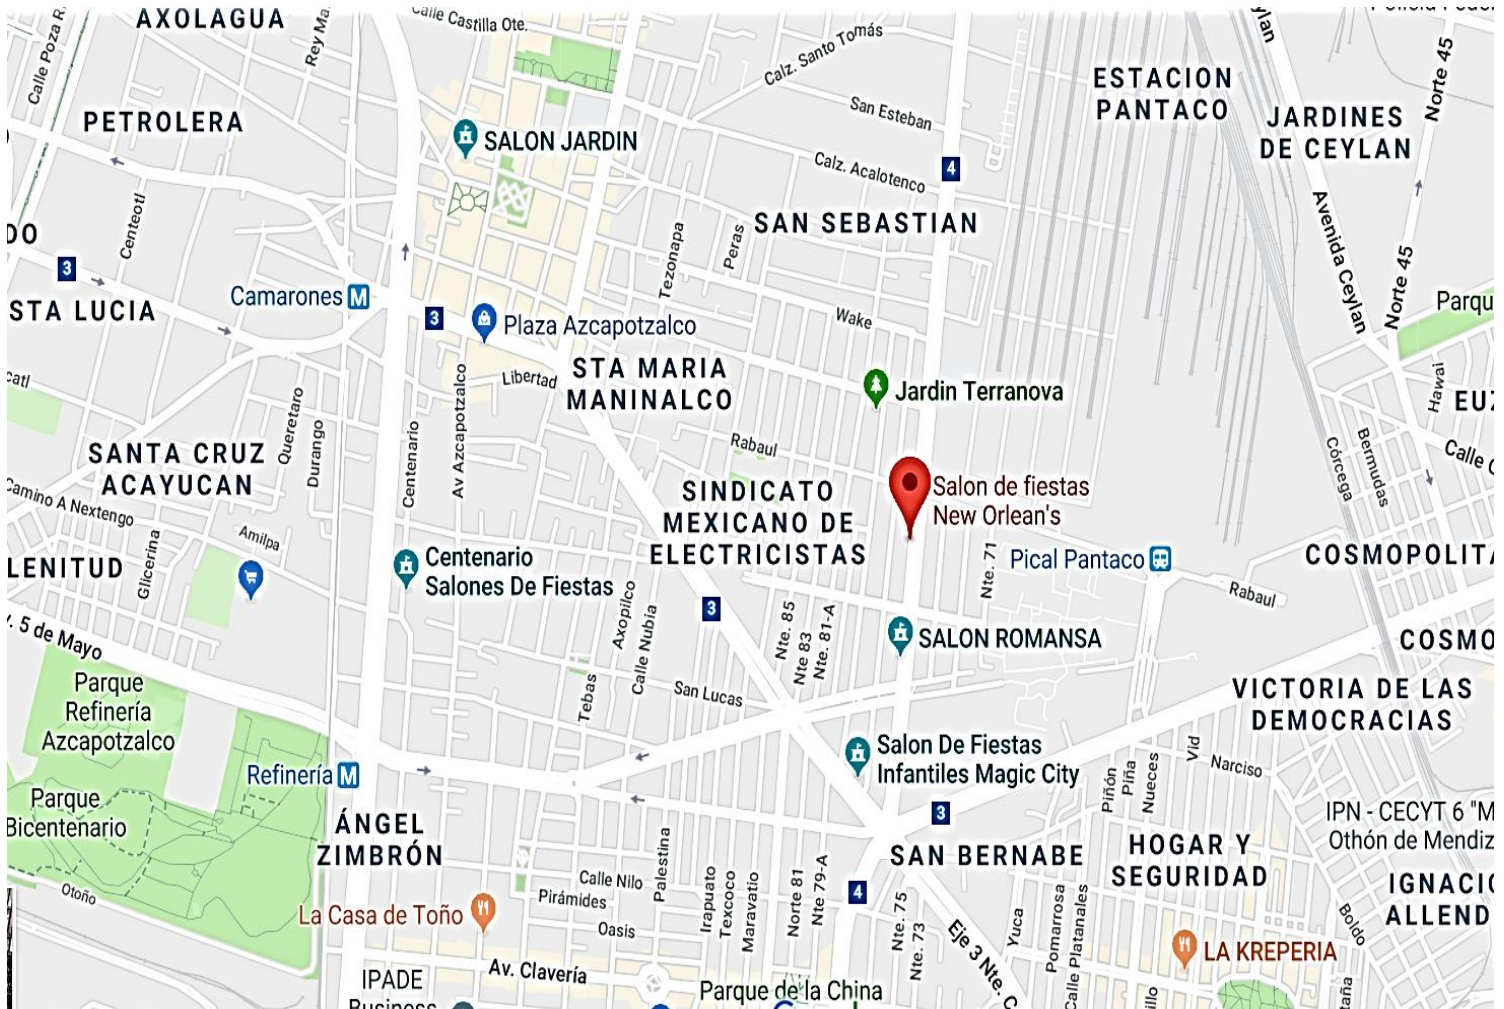 AXOLAGUA
Calle Castilla Ote.
Calle Poza R.
Rey Ma.
Calz. Santo Tomás
ESTACION
PANTACO
JARDINES
DE CEYLAN
Norte 45
PETROLERA
SALON JARDIN
San Esteban
Calz. Acalotenco
4
Centeotl
SAN SEBASTIAN
Tezonapa
Peras
Avenida Ceylan
Norte 45
3
STA LUCIA
Camarones M
3
Plaza Azcapotzalco
Wake
Parqu
STA MARIA
MANINALCO
Libertad
Av Azcapotzalco
Jardin Terranova
Hawai
Queretaro
Durango
Centenario
SANTA CRUZ
ACAYUCAN
Rabaul
Córcega
Bermudas
Calle
Camino A Nextengo
SINDICATO
MEXICANO DE
ELECTRICISTAS
Salon de fiestas
New Orlean's
Amilpa
Glicerina
LENITUD
Centenario
Salones De Fiestas
Nte. 71
Pical Pantaco
COSMOPOLITA
Rabaul
Axopilco
Calle Nubia
3
Nte. 85
Nte 83
Nte. 81-A
SALON ROMANSA
COSMO
. 5 de Mayo
Tebas
San Lucas
Parque
Refinería
Azcapotzalco
VICTORIA DE LAS
DEMOCRACIAS
Salon De Fiestas
Infantiles Magic City
Refinería M
Piñón
Piña
Nueces
Vid
Narciso
Parque
Bicentenario
3
ÁNGEL
ZIMBRÓN
IPN - CECYT 6 "M
Othón de Mendiz
SAN BERNABE
HOGAR Y
SEGURIDAD
Palestina
Calle Nilo
Pirámides
Oasis
Irapuato
Texcoco
Maravatio
Norte 81
Nte 79-A
4
IGNACIO
ALLEND
Otoño
La Casa de Toño
Nte. 75
Nte. 73
Eje 3 Nte. C
Yuca
Pomarrosa
Calle Platanales
LA KREPERIA
Boldo
IPADE
Business
Av. Clavería
Parque de la China